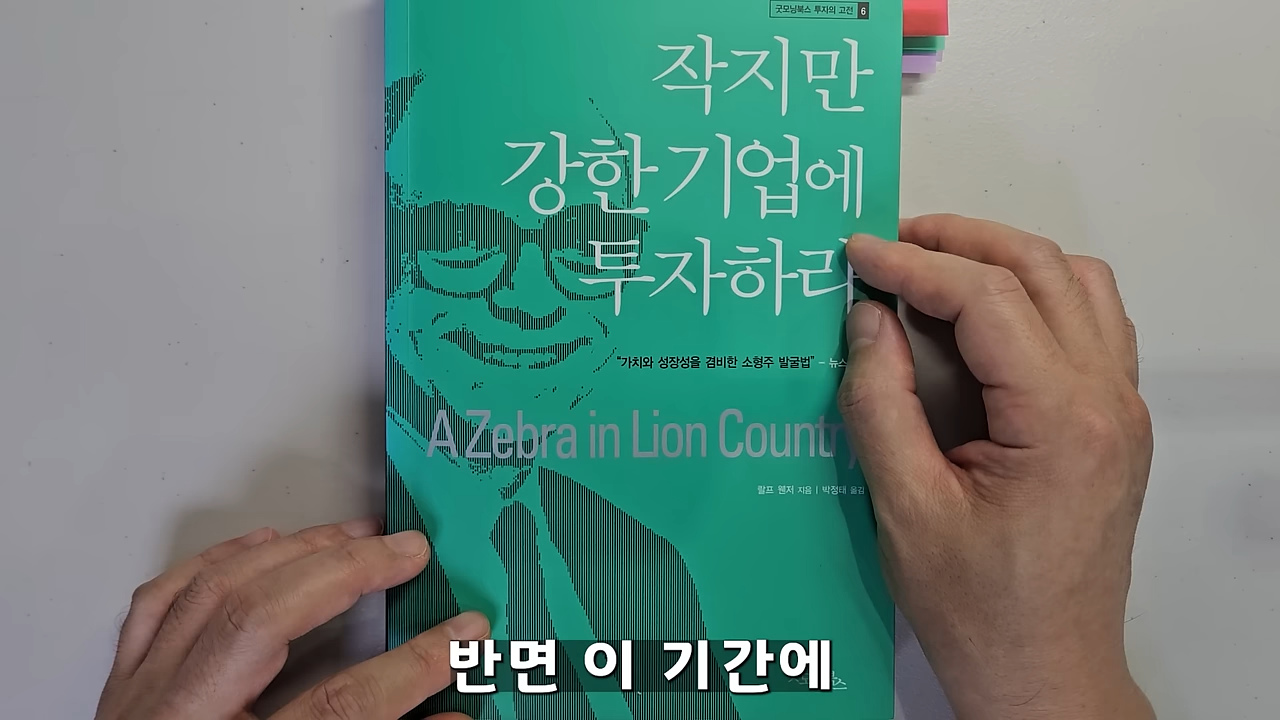 굿모닝북스 투자의 고전 6
작지만
강한 기업에
투자하라
"가치와 성장성을 겸비한 소형주 발굴법" – 뉴스
A Zebra in Lion Country
랄프 웬저 지음 | 박정태 옮김
반면 이 기간에